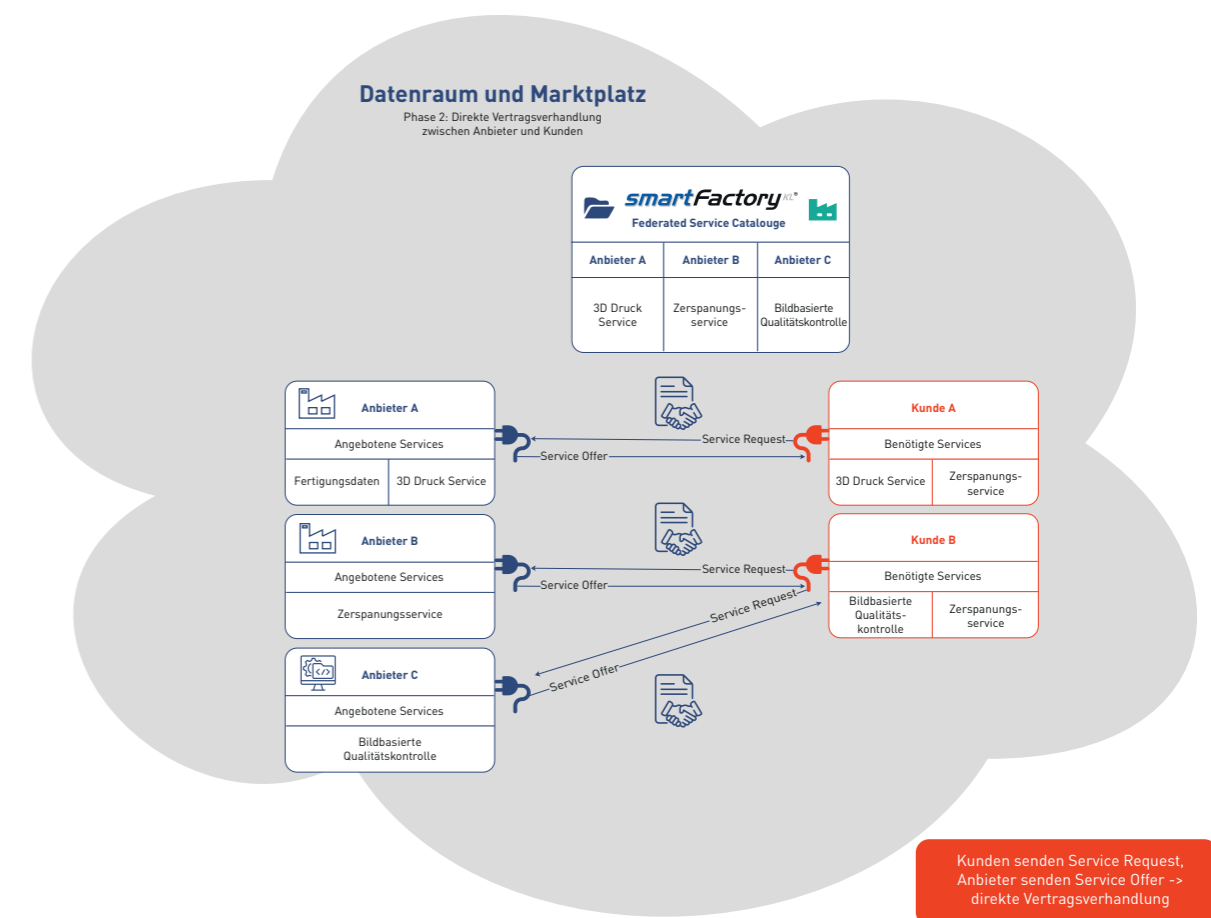 Datenraum und Marktplatz
Phase 2: Direkte Vertragsverhandlung
zwischen Anbieter und Kunden
smartFactory KL®
Federated Service Catalouge
Anbieter A
Anbieter B
Anbieter C
3D Druck
Service
Zerspanungs-
service
Bildbasierte
Qualitätskontrolle
Anbieter A
Angebotene Services
Fertigungsdaten
3D Druck Service
Service Request
Service Offer
Kunde A
Benötigte Services
3D Druck Service
Zerspanungs-
service
Anbieter B
Angebotene Services
Zerspanungsservice
Service Request
Service Offer
Kunde B
Benötigte Services
Bildbasierte
Qualitäts-
kontrolle
Zerspanungs-
service
Service Request
Service Offer
Anbieter C
Angebotene Services
Bildbasierte
Qualitätskontrolle
Kunden senden Service Request,
Anbieter senden Service Offer ->
direkte Vertragsverhandlung